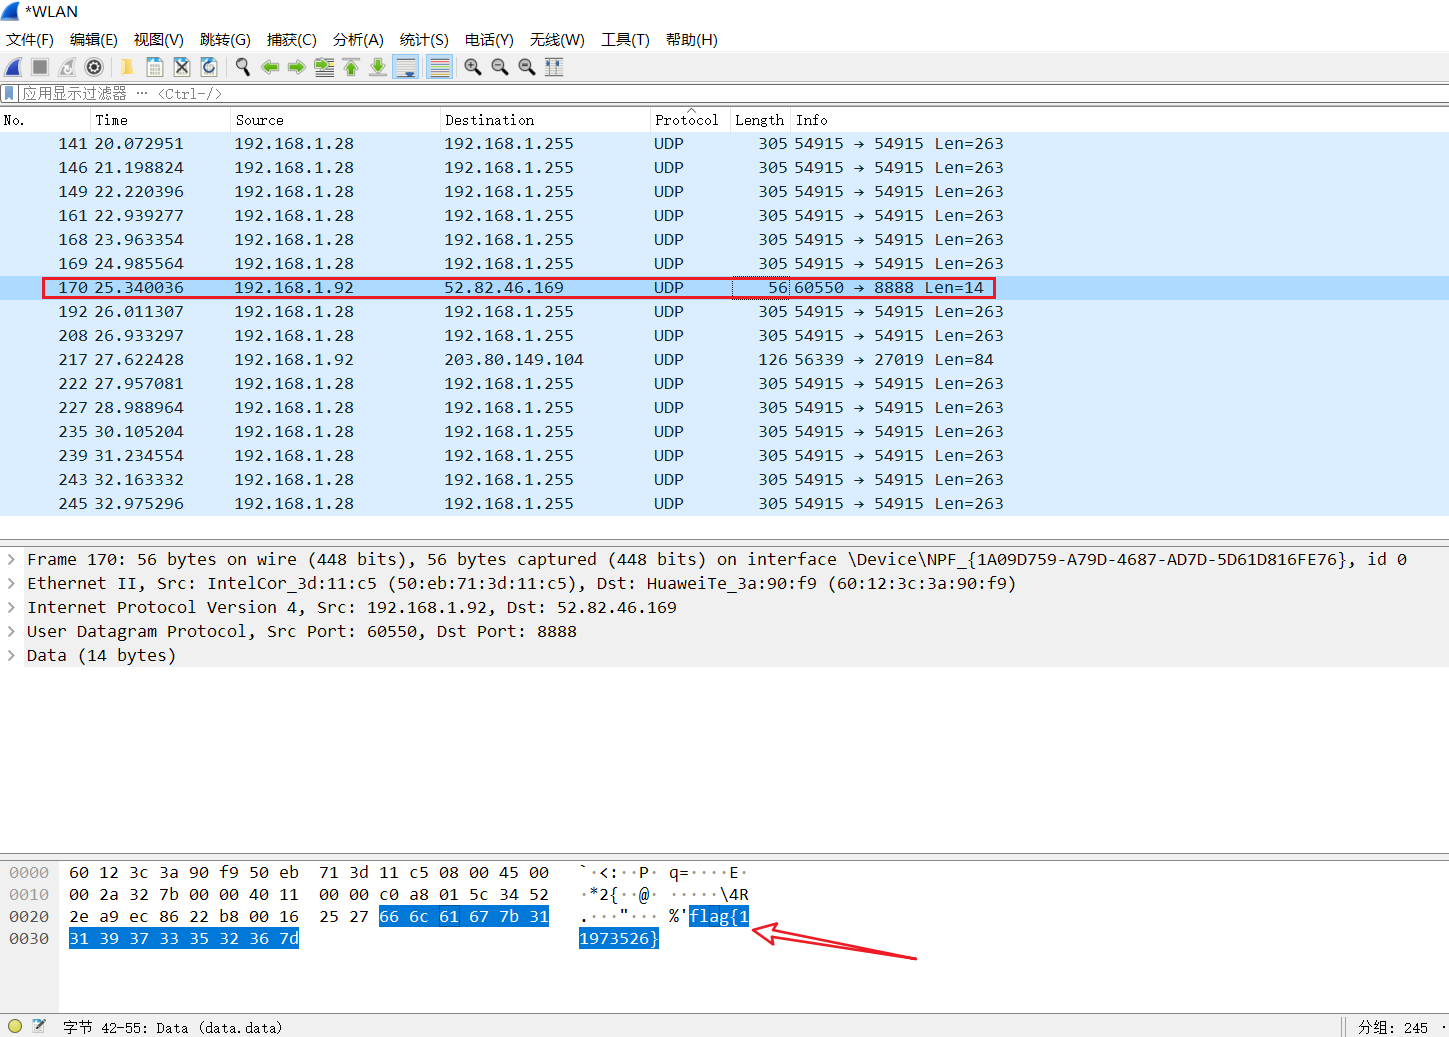 *WLAN
文件(F) 编辑(E) 视图(V) 跳转(G) 捕获(C) 分析(A) 统计(S) 电话(Y) 无线(W) 工具(T) 帮助(H)
应用显示过滤器 … <Ctrl-/>
No. Time Source Destination Protocol Length Info
141 20.072951 192.168.1.28 192.168.1.255 UDP 305 54915 → 54915 Len=263
146 21.198824 192.168.1.28 192.168.1.255 UDP 305 54915 → 54915 Len=263
149 22.220396 192.168.1.28 192.168.1.255 UDP 305 54915 → 54915 Len=263
161 22.939277 192.168.1.28 192.168.1.255 UDP 305 54915 → 54915 Len=263
168 23.963354 192.168.1.28 192.168.1.255 UDP 305 54915 → 54915 Len=263
169 24.985564 192.168.1.28 192.168.1.255 UDP 305 54915 → 54915 Len=263
170 25.340036 192.168.1.92 52.82.46.169 UDP 56 60550 → 8888 Len=14
192 26.011307 192.168.1.28 192.168.1.255 UDP 305 54915 → 54915 Len=263
208 26.933297 192.168.1.28 192.168.1.255 UDP 305 54915 → 54915 Len=263
217 27.622428 192.168.1.92 203.80.149.104 UDP 126 56339 → 27019 Len=84
222 27.957081 192.168.1.28 192.168.1.255 UDP 305 54915 → 54915 Len=263
227 28.988964 192.168.1.28 192.168.1.255 UDP 305 54915 → 54915 Len=263
235 30.105204 192.168.1.28 192.168.1.255 UDP 305 54915 → 54915 Len=263
239 31.234554 192.168.1.28 192.168.1.255 UDP 305 54915 → 54915 Len=263
243 32.163332 192.168.1.28 192.168.1.255 UDP 305 54915 → 54915 Len=263
245 32.975296 192.168.1.28 192.168.1.255 UDP 305 54915 → 54915 Len=263
Frame 170: 56 bytes on wire (448 bits), 56 bytes captured (448 bits) on interface \Device\NPF_{1A09D759-A79D-4687-AD7D-5D61D816FE76}, id 0
Ethernet II, Src: IntelCor_3d:11:c5 (50:eb:71:3d:11:c5), Dst: HuaweiTe_3a:90:f9 (60:12:3c:3a:90:f9)
Internet Protocol Version 4, Src: 192.168.1.92, Dst: 52.82.46.169
User Datagram Protocol, Src Port: 60550, Dst Port: 8888
Data (14 bytes)
0000 60 12 3c 3a 90 f9 50 eb 71 3d 11 c5 08 00 45 00 `·<:··P· q=····E·
0010 00 2a 32 7b 00 00 40 11 00 00 c0 a8 01 5c 34 52 ·*2{··@· ·····\4R
0020 2e a9 ec 86 22 b8 00 16 25 27 66 6c 61 67 7b 31 .···"··· %'flag{1
0030 31 39 37 33 35 32 36 7d 1973526}
字节 42-55: Data (data.data) 分组: 245 ·